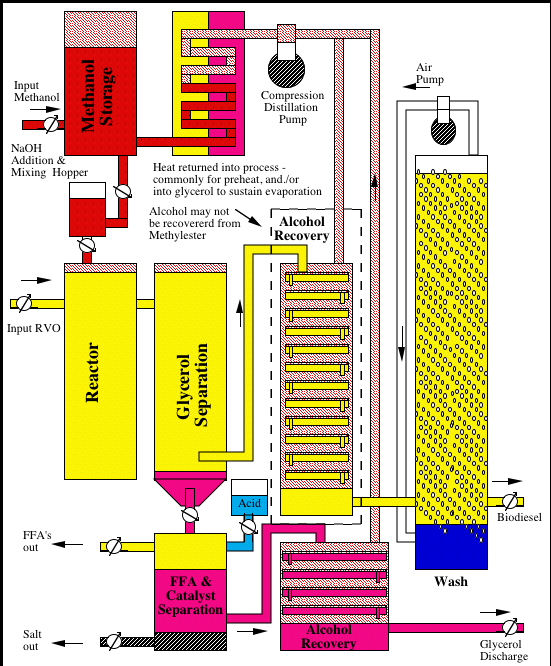 Input
Methanol
Methanol
Storage
Air
Pump
Compression
Distillation
Pump
NaOH
Addition &
Mixing Hopper
Heat returned into process -
commonly for preheat, and./or
into glycerol to sustain evaporation
Alcohol may not
be recovererd from
Methylester
Alcohol
Recovery
Input RVO
Reactor
Glycerol
Separation
Acid
Biodiesel
FFA's
out
FFA &
Catalyst
Separation
Wash
Salt
out
Alcohol
Recovery
Glycerol
Discharge